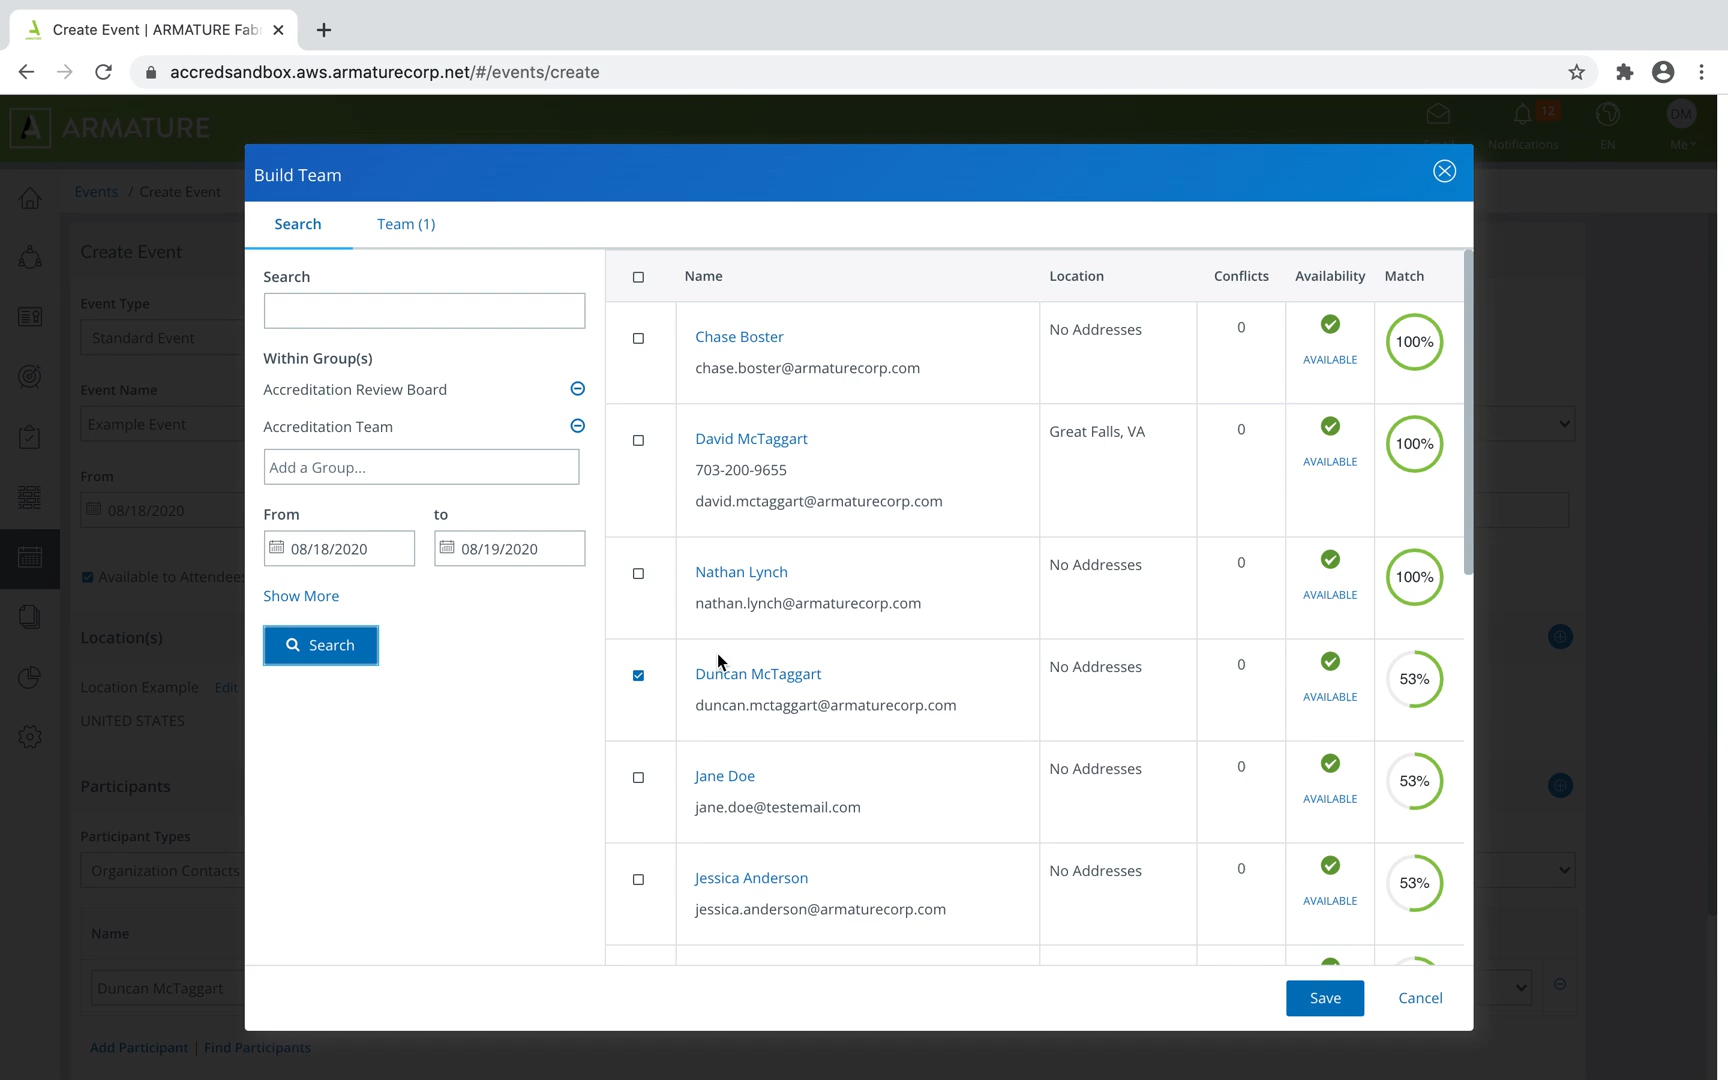 Create Event | ARMATURE Fab
accredsandbox.aws.armaturecorp.net/#/events/create
ARMATURE
12
DM
Notifications
EN
Me
Events / Create Event
Build Team
Search
Team (1)
Create Event
Event Type
Standard Event
Event Name
Example Event
From
08/18/2020
Available to Attendees
Location(s)
Location Example Edit
UNITED STATES
Participants
Participant Types
Organization Contacts
Name
Duncan McTaggart
Add Participant | Find Participants
Search
Within Group(s)
Accreditation Review Board
Accreditation Team
Add a Group...
From to
08/18/2020 08/19/2020
Show More
Search
Name Location Conflicts Availability Match
Chase Boster No Addresses 0 100%
chase.boster@armaturecorp.com AVAILABLE
David McTaggart Great Falls, VA 0 100%
703-200-9655 AVAILABLE
david.mctaggart@armaturecorp.com
Nathan Lynch No Addresses 0 100%
nathan.lynch@armaturecorp.com AVAILABLE
Duncan McTaggart No Addresses 0 53%
duncan.mctaggart@armaturecorp.com AVAILABLE
Jane Doe No Addresses 0 53%
jane.doe@testemail.com AVAILABLE
Jessica Anderson No Addresses 0 53%
jessica.anderson@armaturecorp.com AVAILABLE
Save Cancel